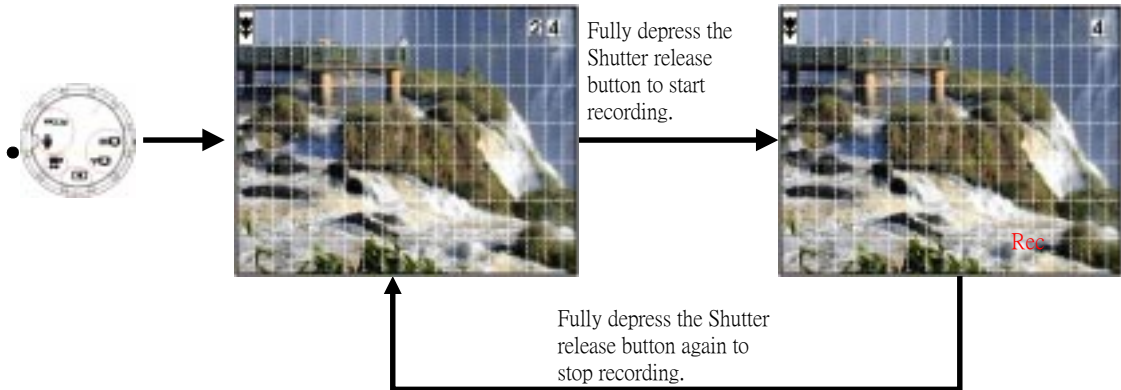 24
Fully depress the
Shutter release
button to start
recording.
4
Rec
Fully depress the Shutter
release button again to
stop recording.